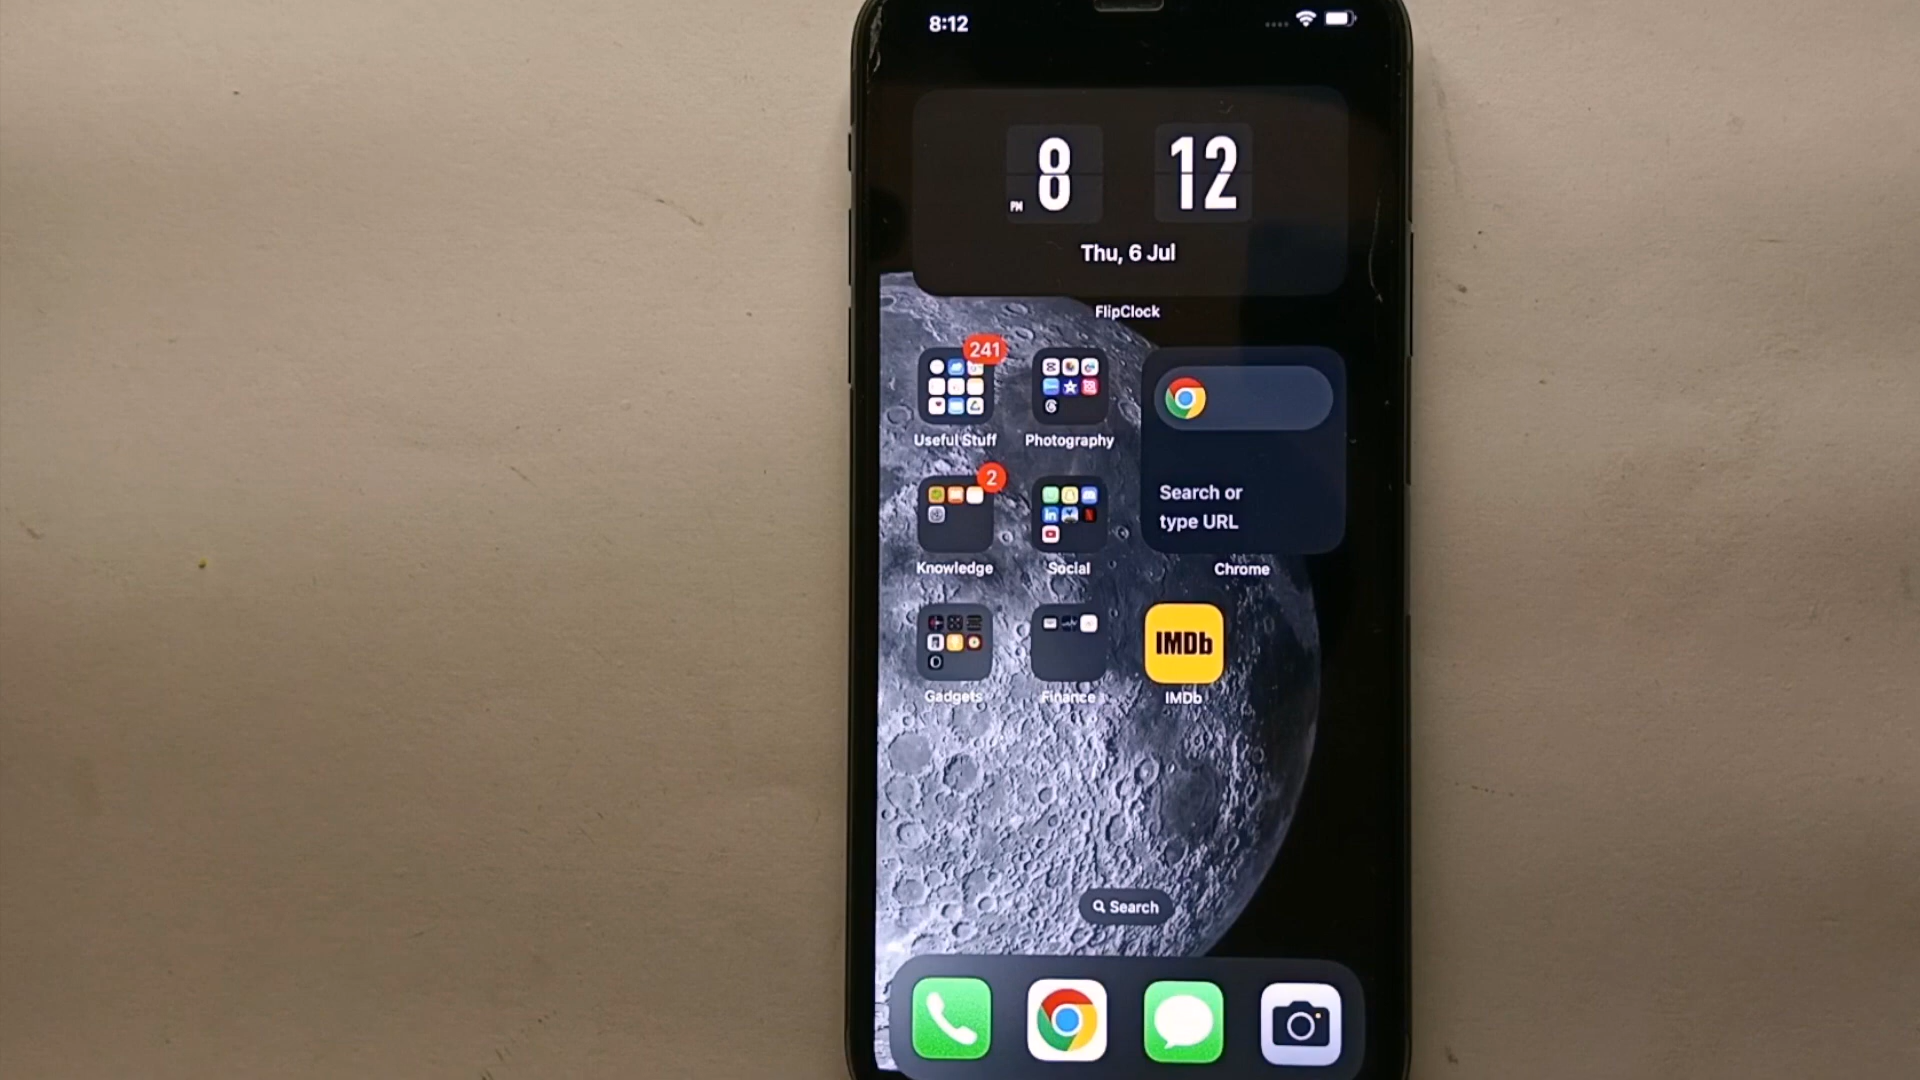 8:12
8 12
PM
Thu, 6 Jul
FlipClock
241
Useful Stuff
Photography
Search or
type URL
2
Knowledge
Social
Chrome
IMDb
Gadgets
Finance
IMDb
Search